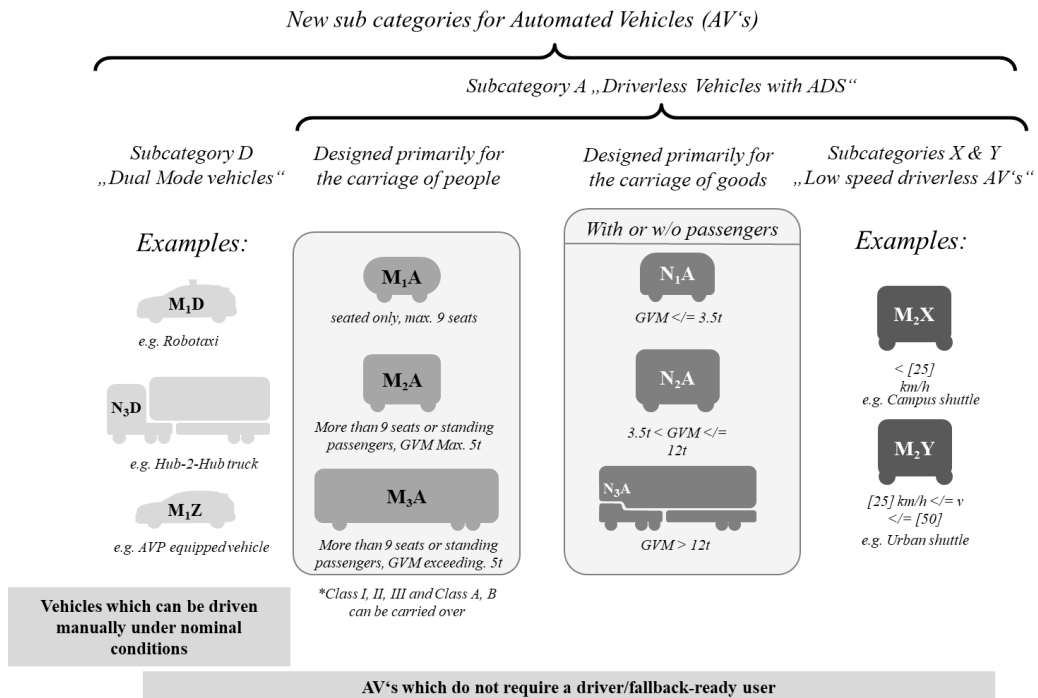 New sub categories for Automated Vehicles (AV‘s)
Subcategory A „Driverless Vehicles with ADS“
Subcategory D
„Dual Mode vehicles“
Examples:
M₁D
e.g. Robotaxi
N₃D
e.g. Hub-2-Hub truck
M₁Z
e.g. AVP equipped vehicle
Vehicles which can be driven
manually under nominal
conditions
Designed primarily for
the carriage of people
M₁A
seated only, max. 9 seats
M₂A
More than 9 seats or standing
passengers, GVM Max. 5t
M₃A
More than 9 seats or standing
passengers, GVM exceeding. 5t
*Class I, II, III and Class A, B
can be carried over
Designed primarily for
the carriage of goods
With or w/o passengers
N₁A
GVM </= 3.5t
N₂A
3.5t < GVM </=
12t
N₃A
GVM > 12t
Subcategories X & Y
„Low speed driverless AV‘s“
Examples:
M₂X
< [25]
km/h
e.g. Campus shuttle
M₂Y
[25] km/h </= v
</= [50]
e.g. Urban shuttle
AV‘s which do not require a driver/fallback-ready user